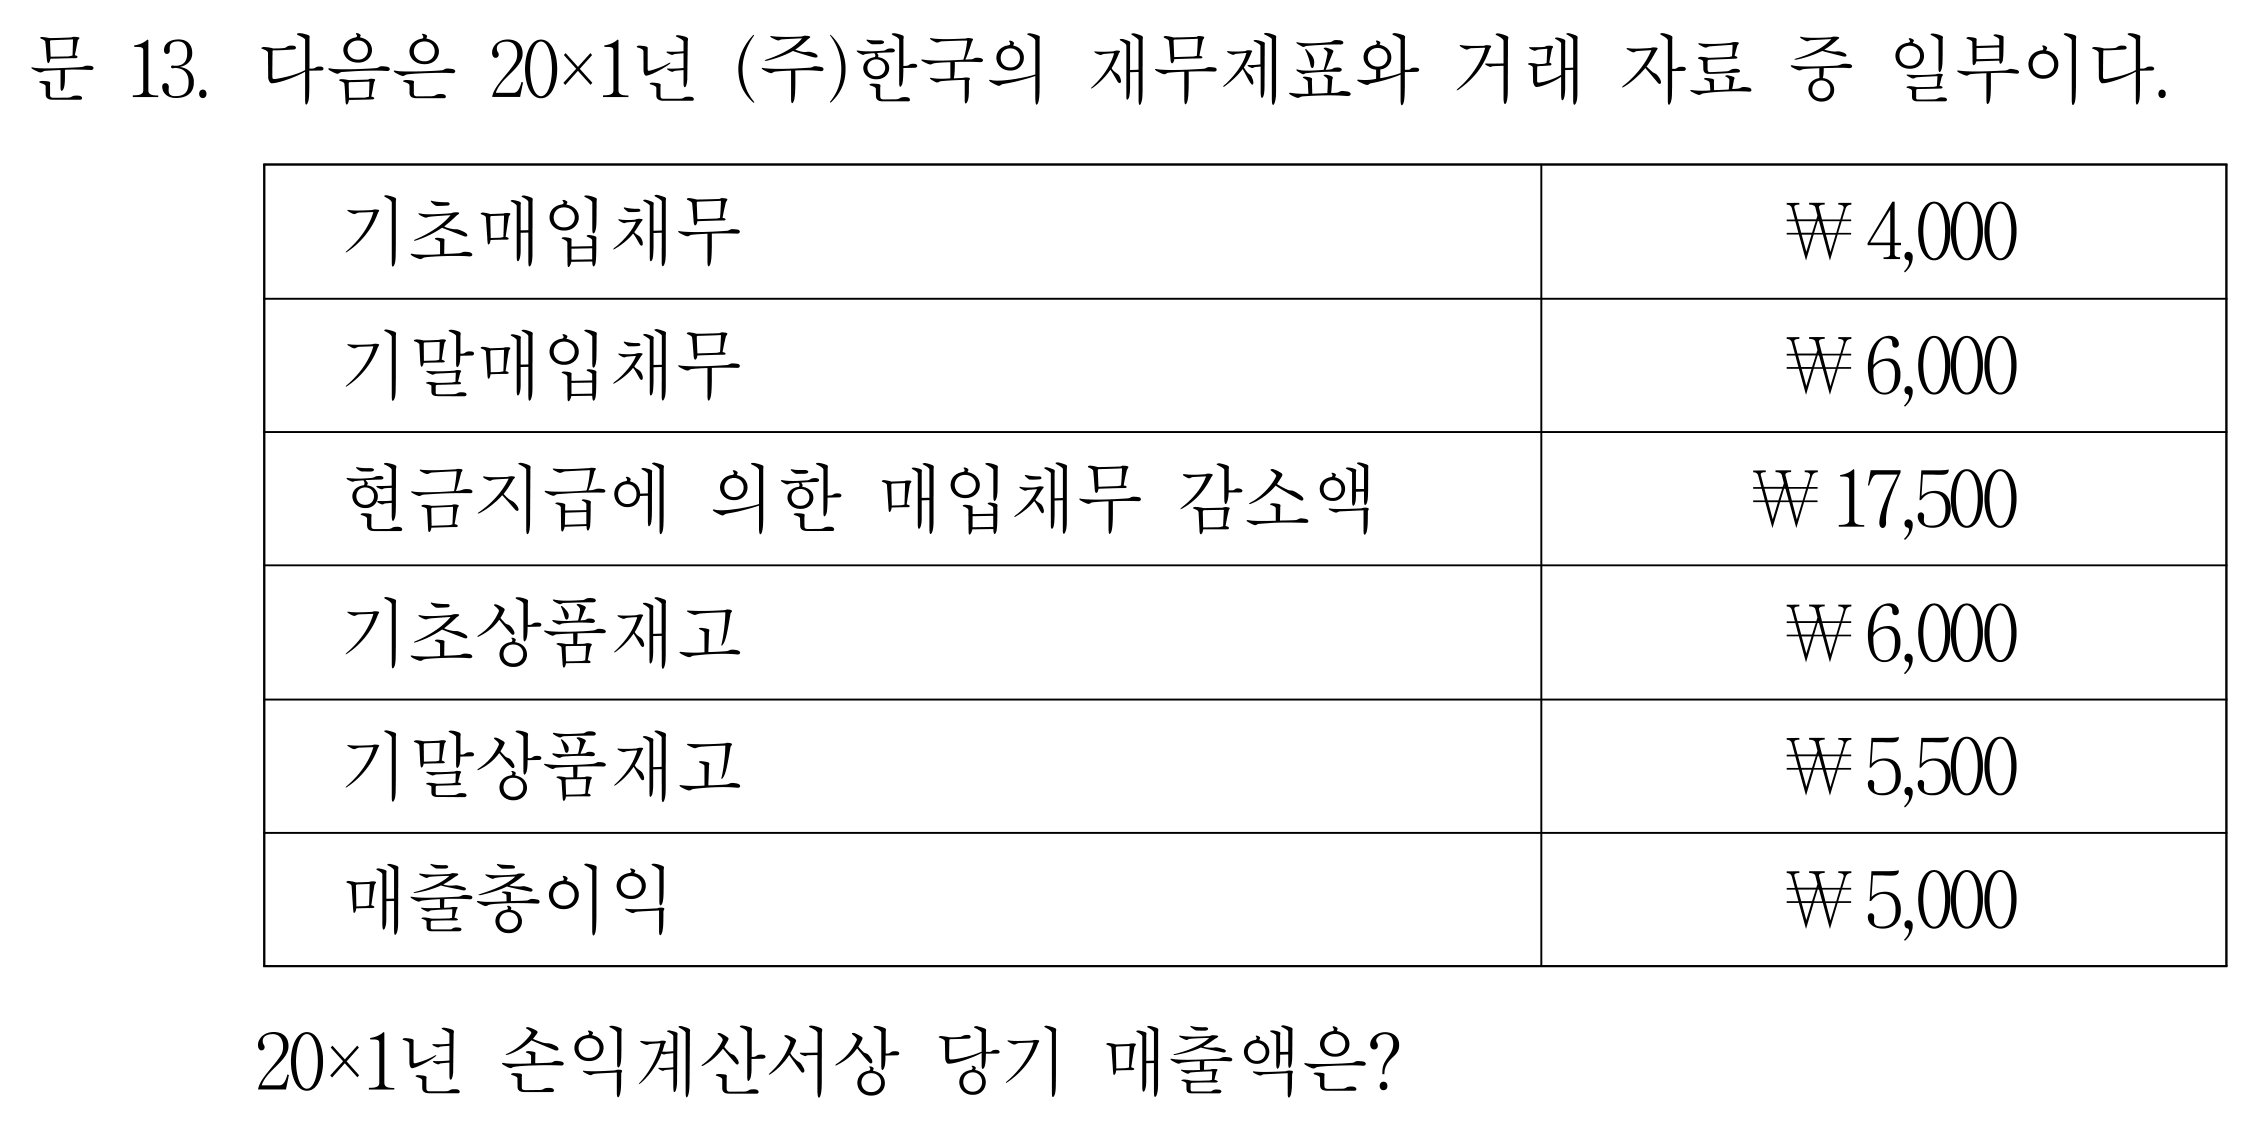 문 13. 다음은 20×1년 (주)한국의 재무제표와 거래 자료 중 일부이다.
기초매입채무 ₩4,000
기말매입채무 ₩6,000
현금지급에 의한 매입채무 감소액 ₩17,500
기초상품재고 ₩6,000
기말상품재고 ₩5,500
매출총이익 ₩5,000
20×1년 손익계산서상 당기 매출액은?